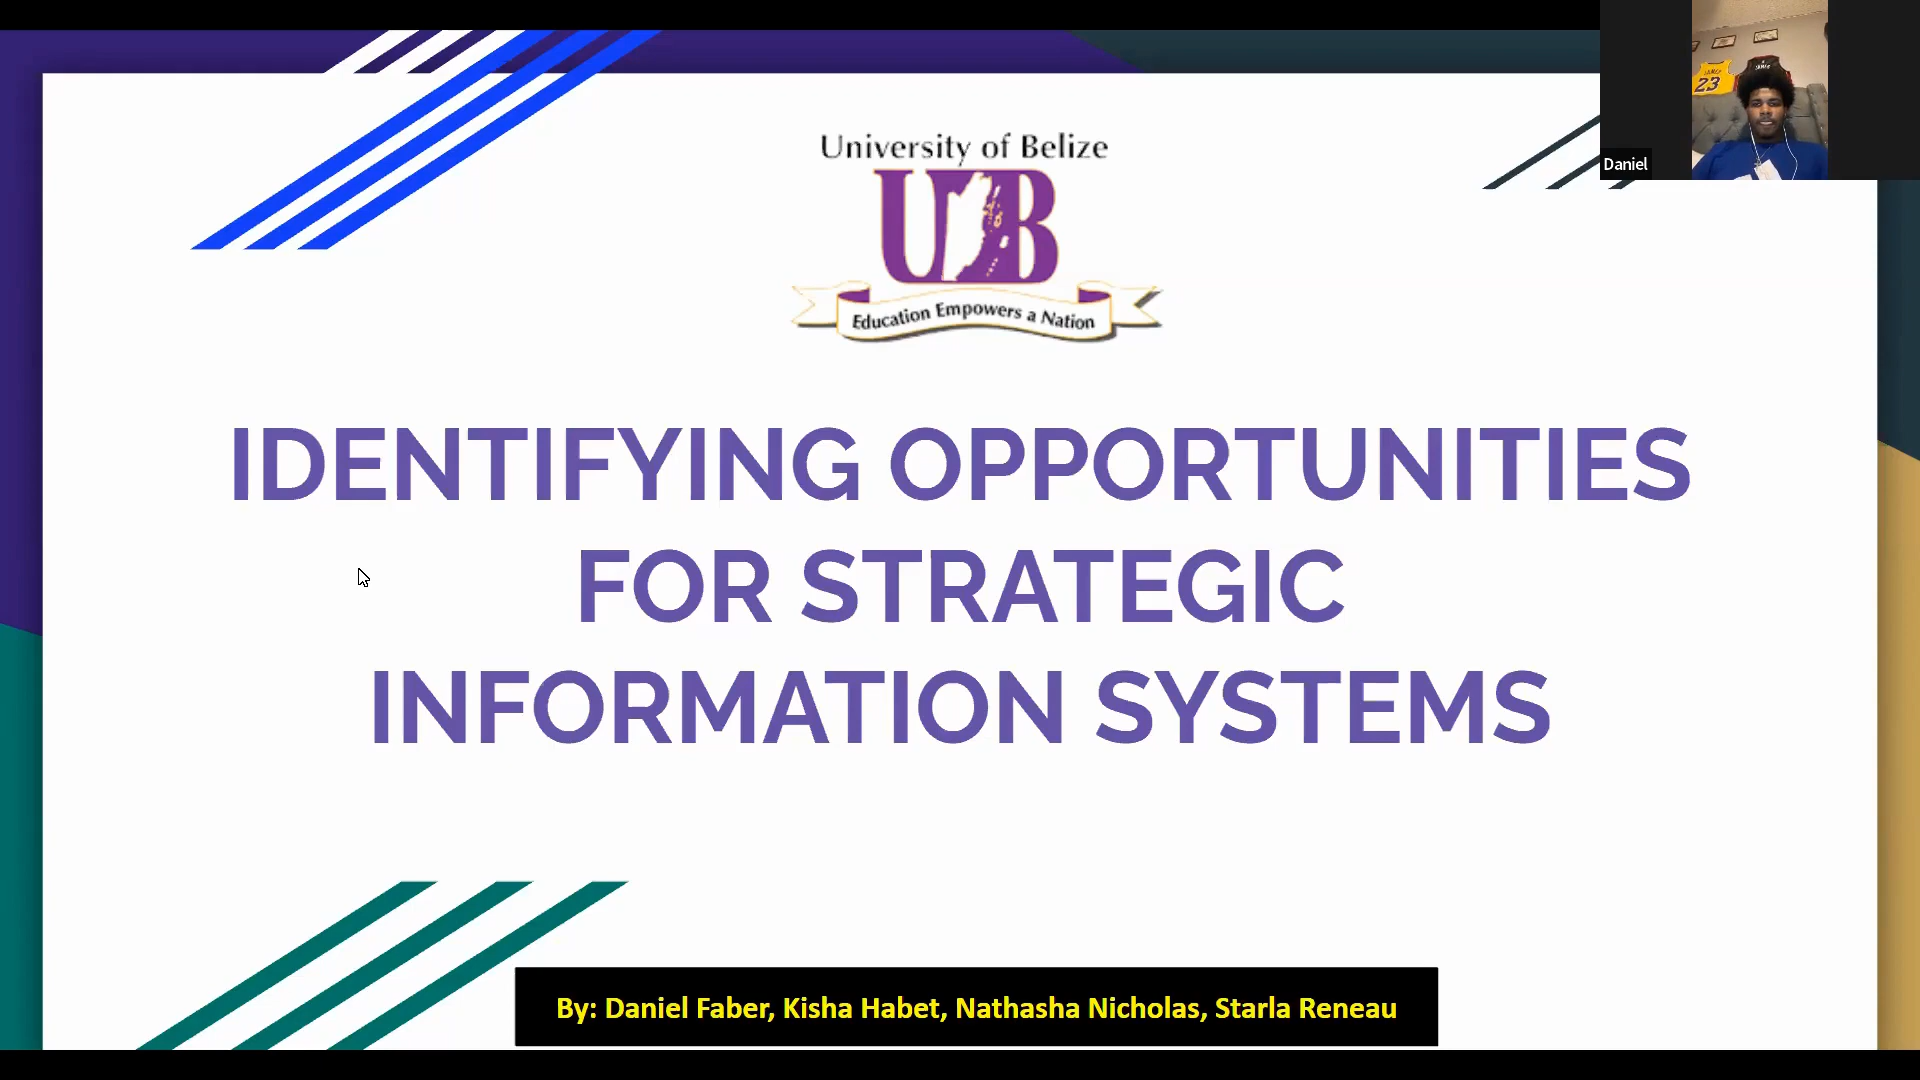 University of Belize
UB
Education Empowers a Nation
IDENTIFYING OPPORTUNITIES
FOR STRATEGIC
INFORMATION SYSTEMS
By: Daniel Faber, Kisha Habet, Nathasha Nicholas, Starla Reneau
Daniel
JAMES
23